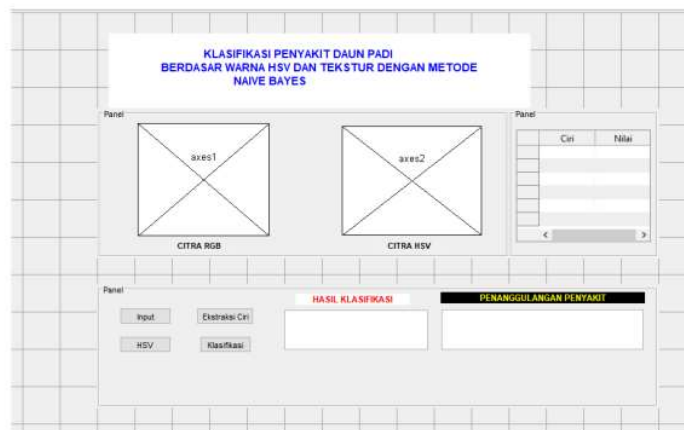 KLASIFIKASI PENYAKIT DAUN PADI
BERDASAR WARNA HSV DAN TEKSTUR DENGAN METODE
NAIVE BAYES
Panel
axes1
axes2
CITRA RGB
CITRA HSV
Panel
Ciri
Nilai
Panel
Input
Ekstraksi Ciri
HSV
Klasifikasi
HASIL KLASIFIKASI
PENANGGULANGAN PENYAKIT